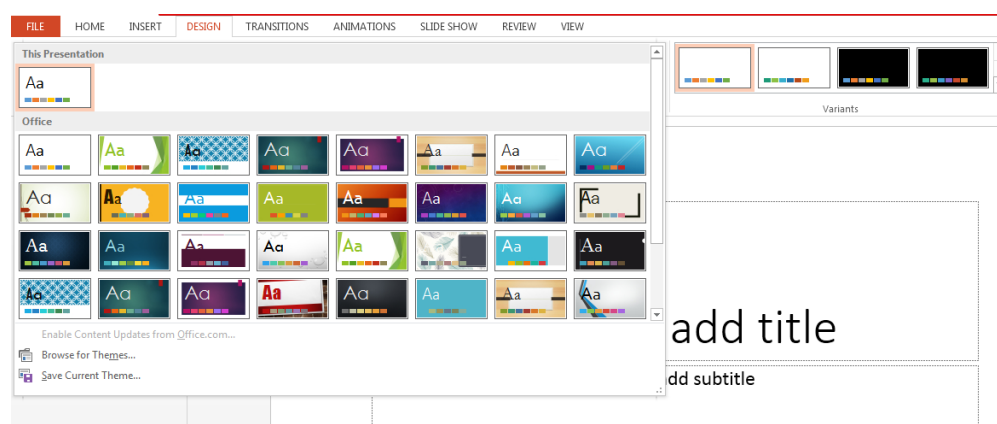 FILE HOME INSERT DESIGN TRANSITIONS ANIMATIONS SLIDE SHOW REVIEW VIEW
This Presentation
Aa
Office
Aa Aa Aa Aa Aa Aa Aa Aa
Aa Aa Aa Aa Aa Aa Aa Aa
Aa Aa Aa Aa Aa Aa Aa
Aa Aa Aa Aa Aa Aa Aa Aa
Enable Content Updates from Office.com...
Browse for Themes...
Save Current Theme...
Variants
add title
dd subtitle